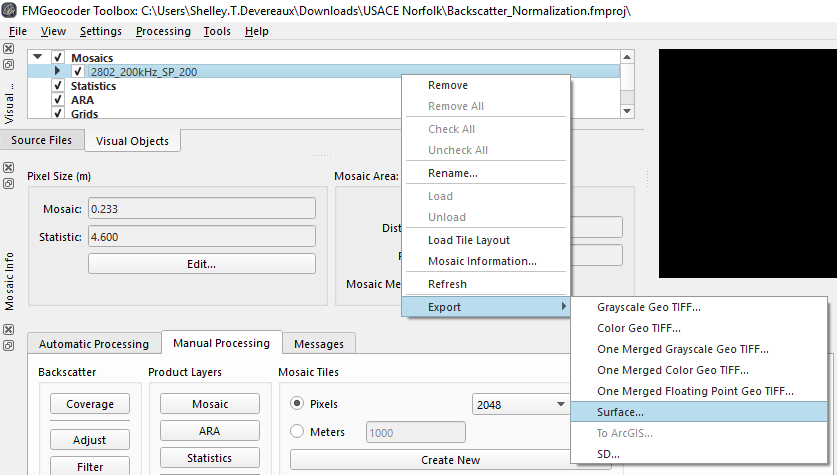 FMGeocoder Toolbox: C:\Users\Shelley.T.Devereaux\Downloads\USACE Norfolk\Backscatter_Normalization.fmproj\
File View Settings Processing Tools Help
Visual ...
Mosaics
2802_200kHz_SP_200
Statistics
ARA
Grids
Source Files Visual Objects
Remove
Remove All
Check All
Uncheck All
Rename...
Load
Unload
Load Tile Layout
Mosaic Information...
Refresh
Export
Grayscale Geo TIFF...
Color Geo TIFF...
One Merged Grayscale Geo TIFF...
One Merged Color Geo TIFF...
One Merged Floating Point Geo TIFF...
Surface...
To ArcGIS...
SD...
Mosaic Info
Pixel Size (m)
Mosaic: 0.233
Statistic: 4.600
Edit...
Mosaic Area:
Dist
Mosaic Me
Automatic Processing Manual Processing Messages
Backscatter
Coverage
Adjust
Filter
Product Layers
Mosaic
ARA
Statistics
Mosaic Tiles
Pixels 2048
Meters 1000
Create New